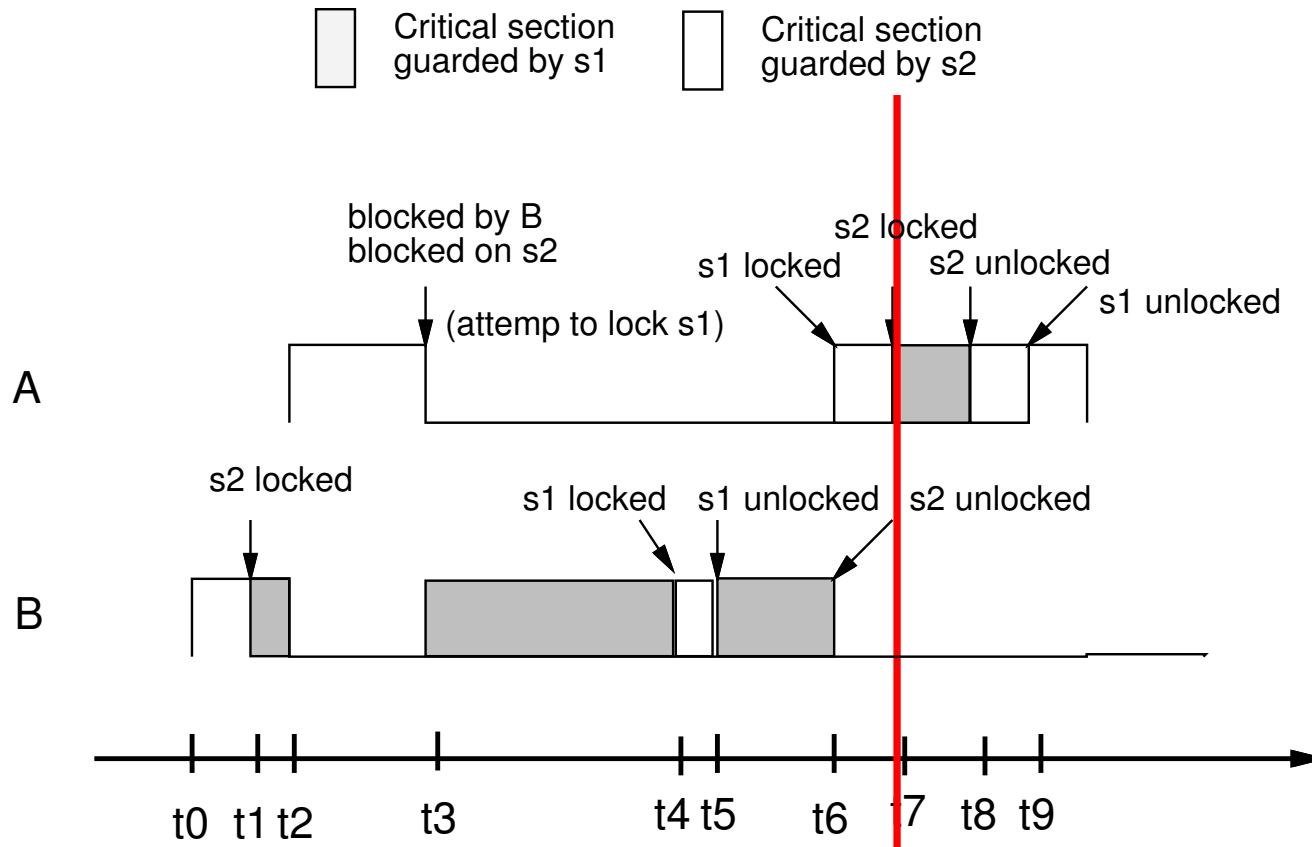 Critical section
guarded by s1
Critical section
guarded by s2
blocked by B
blocked on s2
(attemp to lock s1)
s1 locked
s2 locked
s2 unlocked
s1 unlocked
A
s2 locked
s1 locked
s1 unlocked
s2 unlocked
B
t0 t1 t2 t3 t4 t5 t6 t7 t8 t9